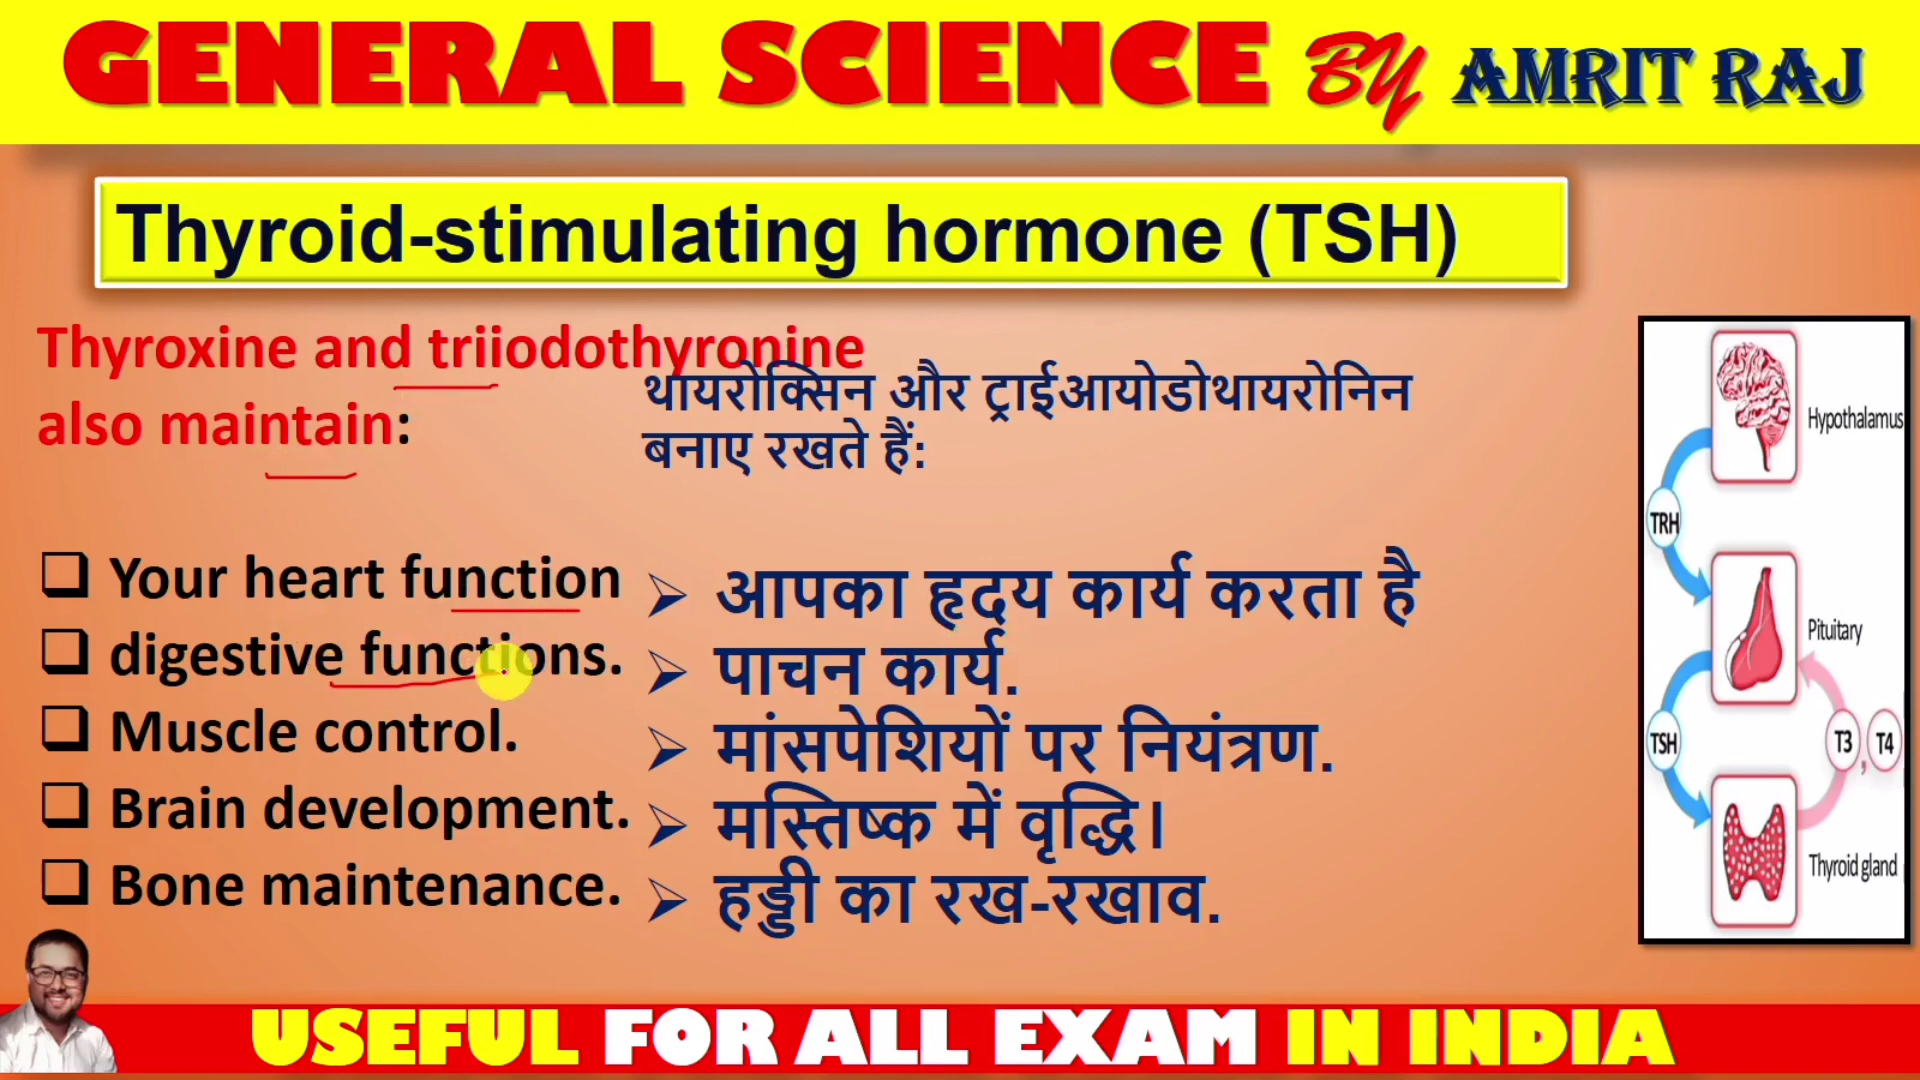 GENERAL SCIENCE BY AMRIT RAJ
Thyroid-stimulating hormone (TSH)
Thyroxine and triiodothyronine
also maintain:
Your heart function
digestive functions.
Muscle control.
Brain development.
Bone maintenance.
थायरोक्सिन और ट्राईआयोडोथायरोनिन
बनाए रखते हैं:
आपका हृदय कार्य करता है
पाचन कार्य.
मांसपेशियों पर नियंत्रण.
मस्तिष्क में वृद्धि।
हड्डी का रख-रखाव.
Hypothalamus
TRH
Pituitary
TSH
T3 , T4
Thyroid gland
USEFUL FOR ALL EXAM IN INDIA